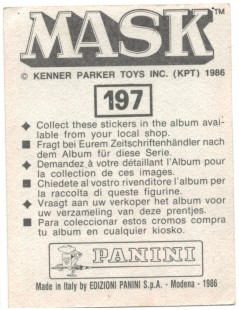 MASK™
© KENNER PARKER TOYS INC. (KPT) 1986
197
◆ Collect these stickers in the album avai-
lable from your local shop.
■ Fragt bei Eurem Zeitschriftenhändler nach
dem Album für diese Serie.
◆ Demandez à votre détaillant l'Album pour
la collection de ces images.
■ Chiedete al vostro rivenditore l'album per
la raccolta di queste figurine.
◆ Vraagt aan uw verkoper het album voor
uw verzameling van deze prentjes.
■ Para coleccionar estos cromos compra
tu album en cualquier kiosko.
PANINI
Made in Italy by EDIZIONI PANINI S.p.A. - Modena - 1986